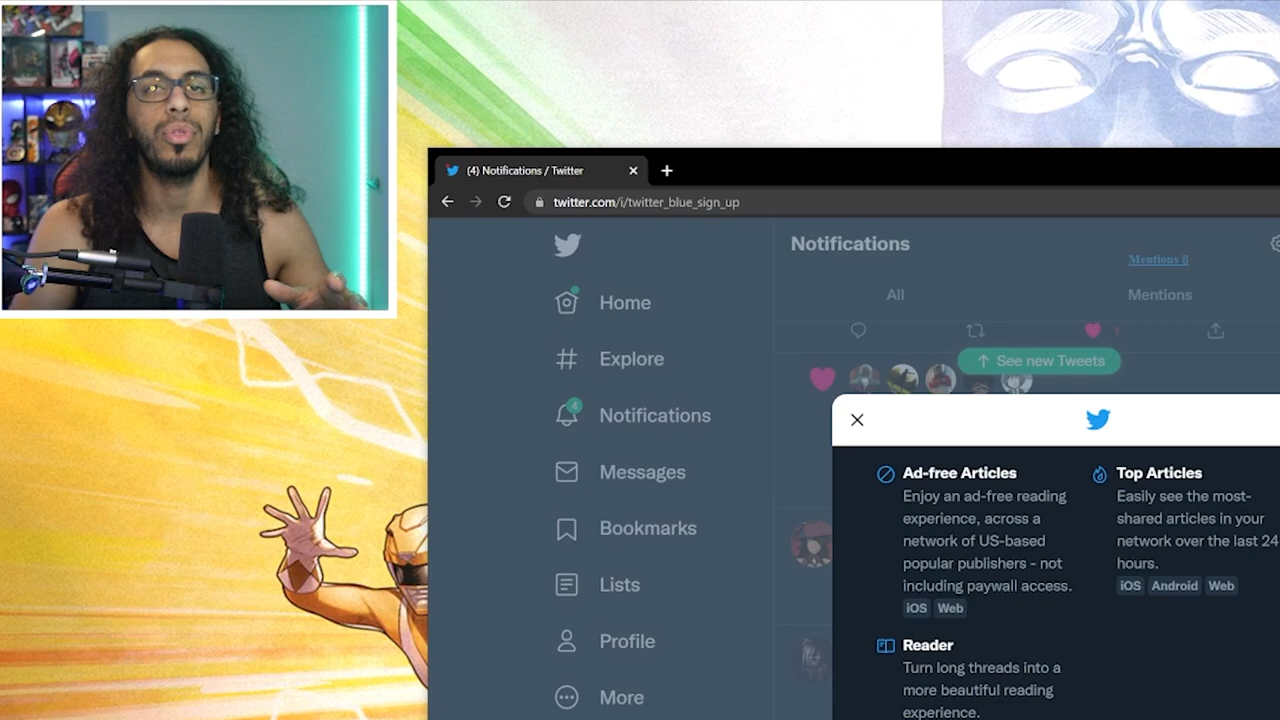 (4) Notifications / Twitter
twitter.com/i/twitter_blue_sign_up
Home
Explore
4
Notifications
Messages
Bookmarks
Lists
Profile
More
Notifications
Mentions 8
All
Mentions
1
See new Tweets
Ad-free Articles
Enjoy an ad-free reading
experience, across a
network of US-based
popular publishers - not
including paywall access.
iOS Web
Top Articles
Easily see the most-
shared articles in your
network over the last 24
hours.
iOS Android Web
Reader
Turn long threads into a
more beautiful reading
experience.